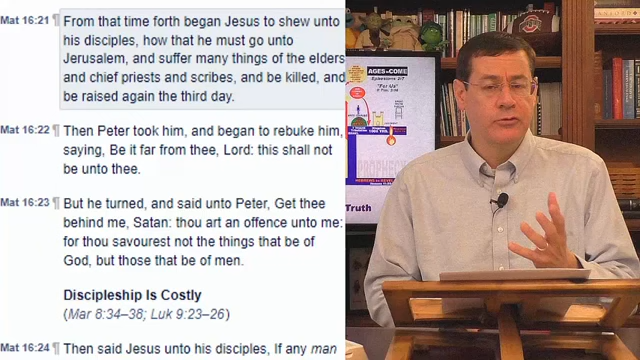 Mat 16:21 ¶ From that time forth began Jesus to shew unto
his disciples, how that he must go unto
Jerusalem, and suffer many things of the elders
and chief priests and scribes, and be killed, and
be raised again the third day.
Mat 16:22 ¶ Then Peter took him, and began to rebuke him,
saying, Be it far from thee, Lord: this shall not
be unto thee.
Mat 16:23 ¶ But he turned, and said unto Peter, Get thee
behind me, Satan: thou art an offence unto me:
for thou savourest not the things that be of
God, but those that be of men.
Discipleship Is Costly
(Mar 8:34–38; Luk 9:23–26)
Mat 16:24 ¶ Then said Jesus unto his disciples, If any man
AGES to COME
Ephesians 2:7
"For Us"
PROPHECY
Truth